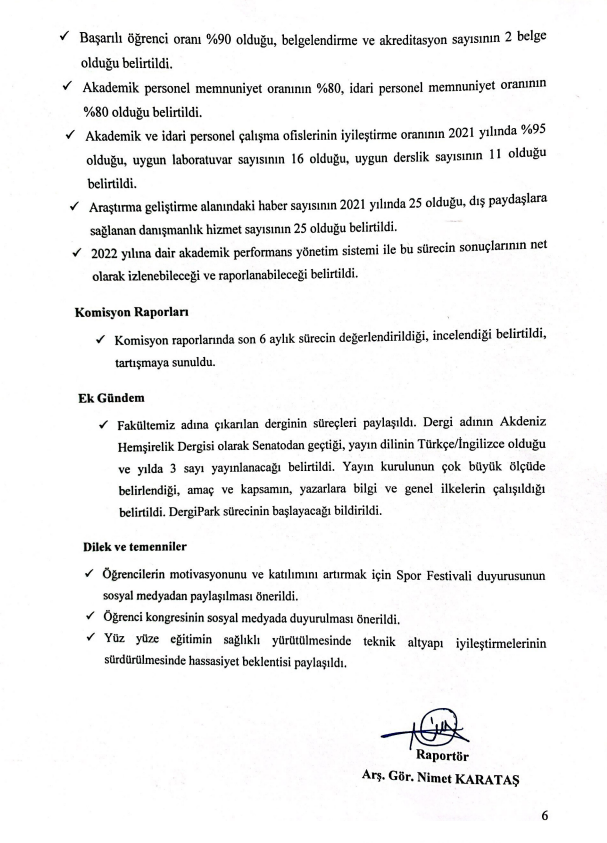 ✓ Başarılı öğrenci oranı %90 olduğu, belgelendirme ve akreditasyon sayısının 2 belge
olduğu belirtildi.
✓ Akademik personel memnuniyet oranının %80, idari personel memnuniyet oranının
%80 olduğu belirtildi.
✓ Akademik ve idari personel çalışma ofislerinin iyileştirme oranının 2021 yılında %95
olduğu, uygun laboratuvar sayısının 16 olduğu, uygun derslik sayısının 11 olduğu
belirtildi.
✓ Araştırma geliştirme alanındaki haber sayısının 2021 yılında 25 olduğu, dış paydaşlara
sağlanan danışmanlık hizmet sayısının 25 olduğu belirtildi.
✓ 2022 yılına dair akademik performans yönetim sistemi ile bu sürecin sonuçlarının net
olarak izlenebileceği ve raporlanabileceği belirtildi.
Komisyon Raporları
✓ Komisyon raporlarında son 6 aylık sürecin değerlendirildiği, incelendiği belirtildi,
tartışmaya sunuldu.
Ek Gündem
✓ Fakültemiz adına çıkarılan derginin süreçleri paylaşıldı. Dergi adının Akdeniz
Hemşirelik Dergisi olarak Senatodan geçtiği, yayın dilinin Türkçe/İngilizce olduğu
ve yılda 3 sayı yayınlanacağı belirtildi. Yayın kurulunun çok büyük ölçüde
belirlendiği, amaç ve kapsamın, yazarlara bilgi ve genel ilkelerin çalışıldığı
belirtildi. DergiPark sürecinin başlayacağı bildirildi.
Dilek ve temenniler
✓ Öğrencilerin motivasyonunu ve katılımını artırmak için Spor Festivali duyurusunun
sosyal medyadan paylaşılması önerildi.
✓ Öğrenci kongresinin sosyal medyada duyurulması önerildi.
✓ Yüz yüze eğitimin sağlıklı yürütülmesinde teknik altyapı iyileştirmelerinin
sürdürülmesinde hassasiyet beklentisi paylaşıldı.
Raportör
Arş. Gör. Nimet KARATAŞ
6